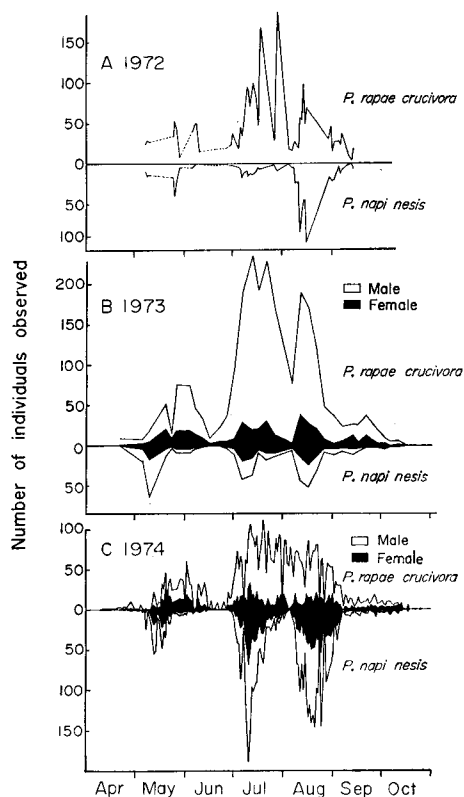 Number of individuals observed
A 1972
150
100
50
0
50
100
P. rapae crucivora
P. napi nesis
B 1973
200
150
100
50
0
50
Male
Female
P. rapae crucivora
P. napi nesis
C 1974
100
50
0
50
100
150
Male
Female
P. rapae crucivora
P. napi nesis
Apr May Jun Jul Aug Sep Oct